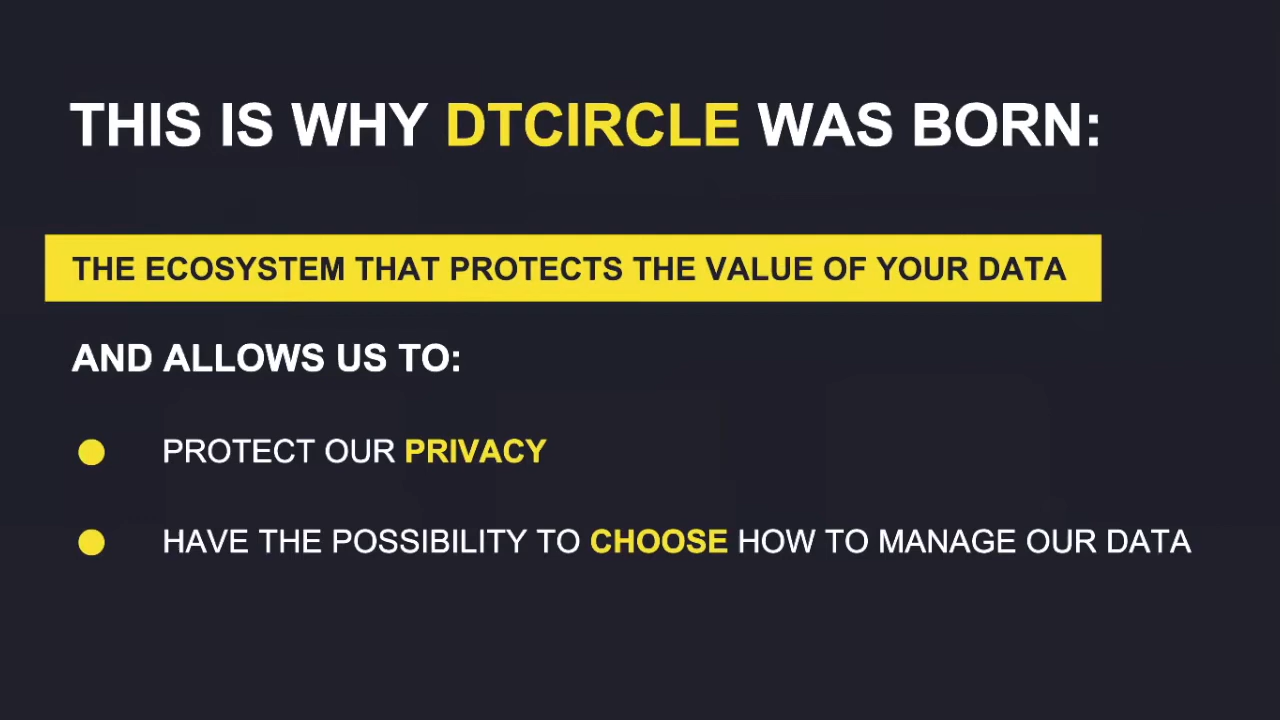 THIS IS WHY DTCIRCLE WAS BORN:
THE ECOSYSTEM THAT PROTECTS THE VALUE OF YOUR DATA
AND ALLOWS US TO:
PROTECT OUR PRIVACY
HAVE THE POSSIBILITY TO CHOOSE HOW TO MANAGE OUR DATA